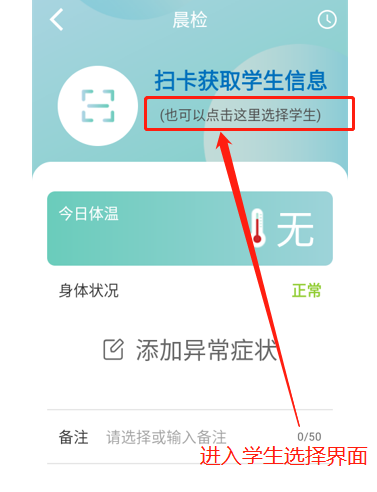 晨检
扫卡获取学生信息
(也可以点击这里选择学生)
今日体温
无
身体状况 正常
添加异常症状
备注 请选择或输入备注 0/50
进入学生选择界面